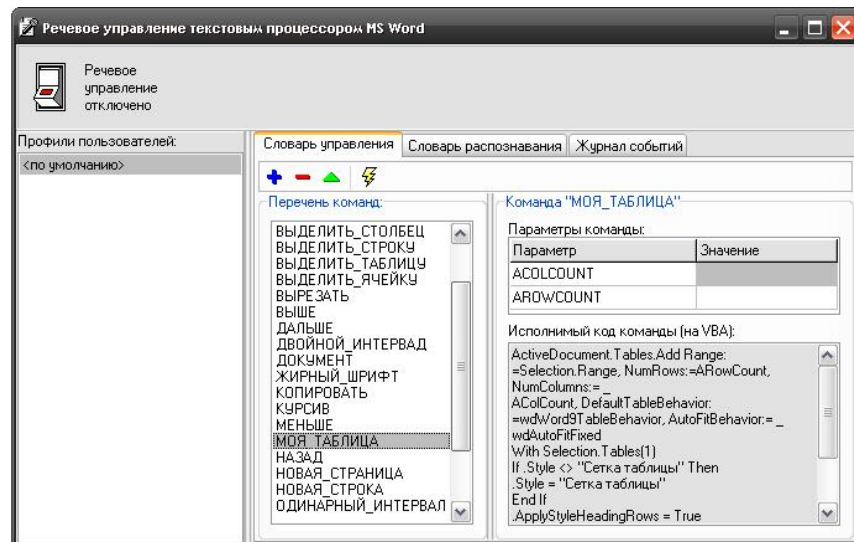 Речевое управление текстовым процессором MS Word
Речевое
управление
отключено
Профили пользователей:
<по умолчанию>
Словарь управления
Словарь распознавания
Журнал событий
Перечень команд:
ВЫДЕЛИТЬ_СТОЛБЕЦ
ВЫДЕЛИТЬ_СТРОКУ
ВЫДЕЛИТЬ_ТАБЛИЦУ
ВЫДЕЛИТЬ_ЯЧЕЙКУ
ВЫРЕЗАТЬ
ВЫШЕ
ДАЛЬШЕ
ДВОЙНОЙ_ИНТЕРВАД
ДОКУМЕНТ
ЖИРНЫЙ_ШРИФТ
КОПИРОВАТЬ
КУРСИВ
МЕНЬШЕ
МОЯ_ТАБЛИЦА
НАЗАД
НОВАЯ_СТРАНИЦА
НОВАЯ_СТРОКА
ОДИНАРНЫЙ_ИНТЕРВАЛ
Команда "МОЯ_ТАБЛИЦА"
Параметры команды:
Параметр
Значение
ACOLCOUNT
AROWCOUNT
Исполнимый код команды (на VBA):
ActiveDocument.Tables.Add Range:
=Selection.Range, NumRows:=ARowCount,
NumColumns:= _
AColCount, DefaultTableBehavior:
=wdWord9TableBehavior, AutoFitBehavior:= _
wdAutoFitFixed
With Selection.Tables(1)
If .Style <> "Сетка таблицы" Then
.Style = "Сетка таблицы"
End If
.ApplyStyleHeadingRows = True